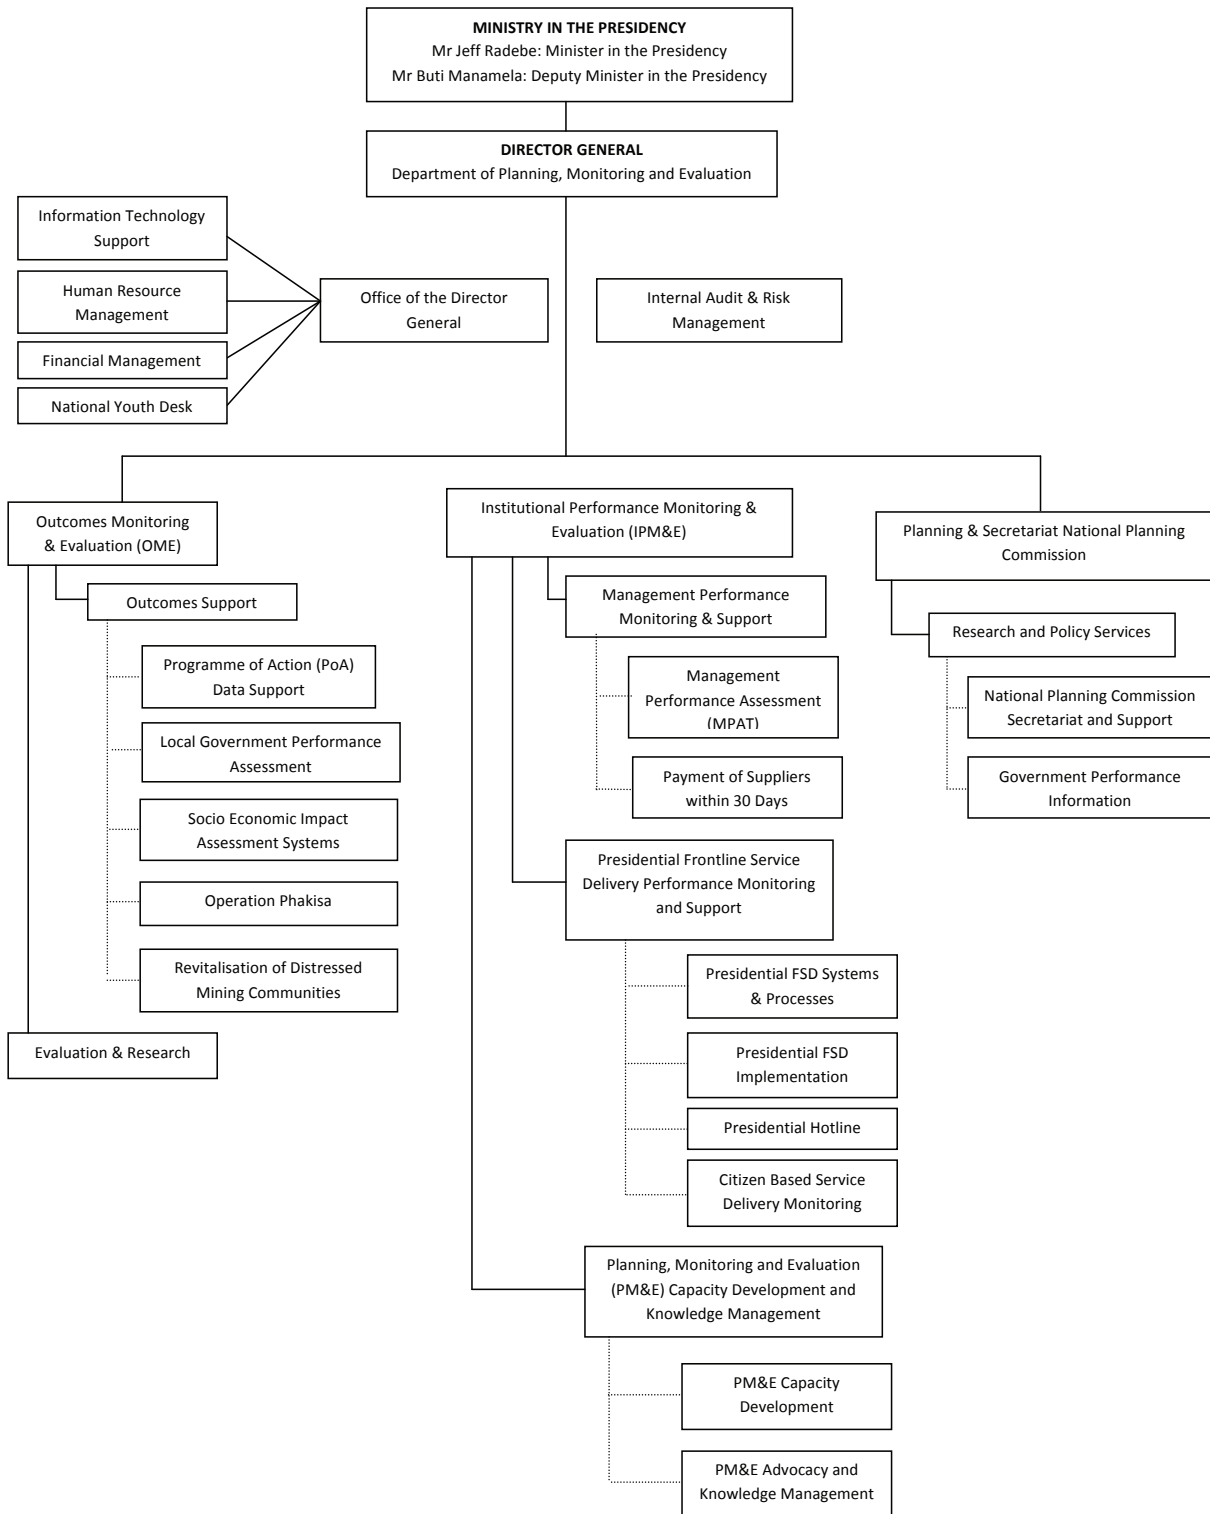 MINISTRY IN THE PRESIDENCY
Mr Jeff Radebe: Minister in the Presidency
Mr Buti Manamela: Deputy Minister in the Presidency
DIRECTOR GENERAL
Department of Planning, Monitoring and Evaluation
Information Technology
Support
Human Resource
Management
Financial Management
National Youth Desk
Office of the Director
General
Internal Audit & Risk
Management
Outcomes Monitoring
& Evaluation (OME)
Outcomes Support
Programme of Action (PoA)
Data Support
Local Government Performance
Assessment
Socio Economic Impact
Assessment Systems
Operation Phakisa
Revitalisation of Distressed
Mining Communities
Evaluation & Research
Institutional Performance Monitoring &
Evaluation (IPM&E)
Management Performance
Monitoring & Support
Management
Performance Assessment
(MPAT)
Payment of Suppliers
within 30 Days
Presidential Frontline Service
Delivery Performance Monitoring
and Support
Presidential FSD Systems
& Processes
Presidential FSD
Implementation
Presidential Hotline
Citizen Based Service
Delivery Monitoring
Planning, Monitoring and Evaluation
(PM&E) Capacity Development and
Knowledge Management
PM&E Capacity
Development
PM&E Advocacy and
Knowledge Management
Planning & Secretariat National Planning
Commission
Research and Policy Services
National Planning Commission
Secretariat and Support
Government Performance
Information